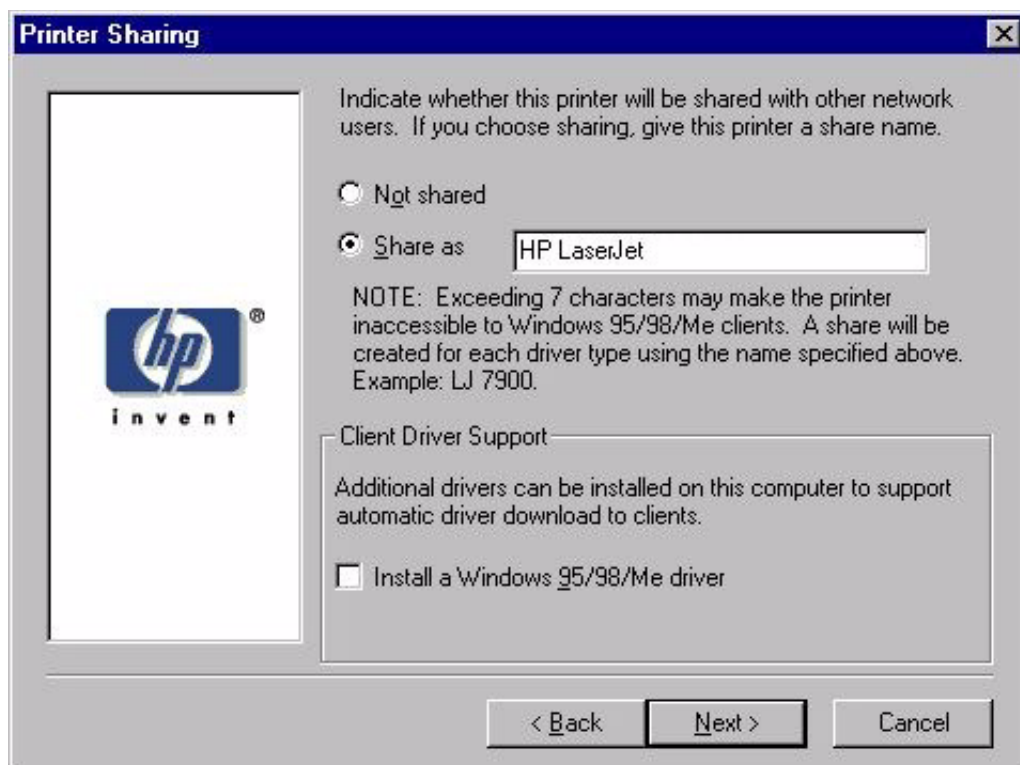 Printer Sharing
Indicate whether this printer will be shared with other network
users. If you choose sharing, give this printer a share name.
Not shared
Share as
HP LaserJet
NOTE: Exceeding 7 characters may make the printer
inaccessible to Windows 95/98/Me clients. A share will be
created for each driver type using the name specified above.
Example: LJ 7900.
hp®
invent
Client Driver Support
Additional drivers can be installed on this computer to support
automatic driver download to clients.
Install a Windows 95/98/Me driver
< Back
Next >
Cancel